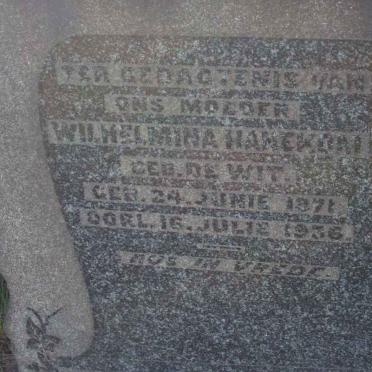 TER GEDAGTENIS VAN
ONS MOEDER
WILHELMINA HANEKOM
GEB. DE WIT.
GEB. 24 JUNIE 1871.
OORL. 16. JULIE 1936.
RUS IN VREDE.